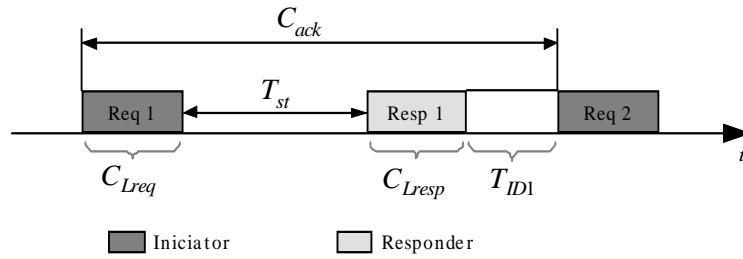 C_ack
Req 1
T_st
Resp 1
Req 2
t
C_Lreq
C_Lresp
T_ID1
Iniciator
Responder